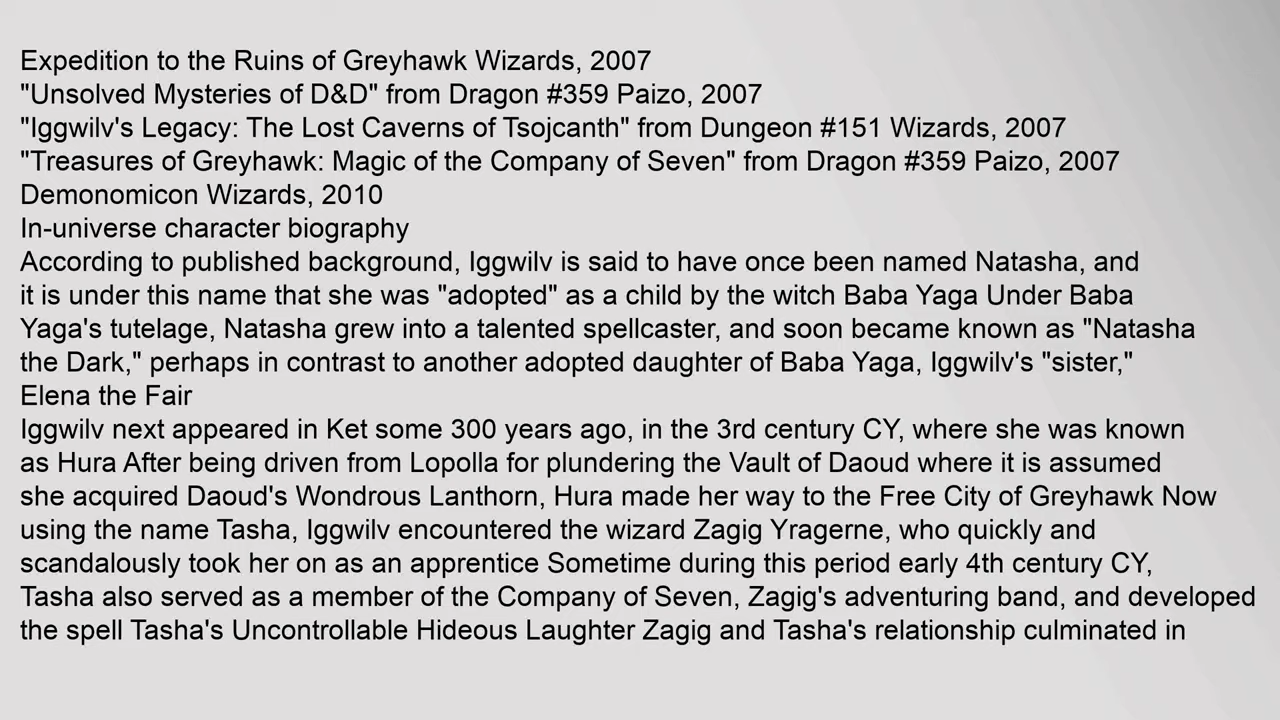 Expedition to the Ruins of Greyhawk Wizards, 2007
"Unsolved Mysteries of D&D" from Dragon #359 Paizo, 2007
"Iggwilv's Legacy: The Lost Caverns of Tsojcanth" from Dungeon #151 Wizards, 2007
"Treasures of Greyhawk: Magic of the Company of Seven" from Dragon #359 Paizo, 2007
Demonomicon Wizards, 2010
In-universe character biography
According to published background, Iggwilv is said to have once been named Natasha, and
it is under this name that she was "adopted" as a child by the witch Baba Yaga Under Baba
Yaga's tutelage, Natasha grew into a talented spellcaster, and soon became known as "Natasha
the Dark," perhaps in contrast to another adopted daughter of Baba Yaga, Iggwilv's "sister,"
Elena the Fair
Iggwilv next appeared in Ket some 300 years ago, in the 3rd century CY, where she was known
as Hura After being driven from Lopolla for plundering the Vault of Daoud where it is assumed
she acquired Daoud's Wondrous Lanthorn, Hura made her way to the Free City of Greyhawk Now
using the name Tasha, Iggwilv encountered the wizard Zagig Yragerne, who quickly and
scandalously took her on as an apprentice Sometime during this period early 4th century CY,
Tasha also served as a member of the Company of Seven, Zagig's adventuring band, and developed
the spell Tasha's Uncontrollable Hideous Laughter Zagig and Tasha's relationship culminated in